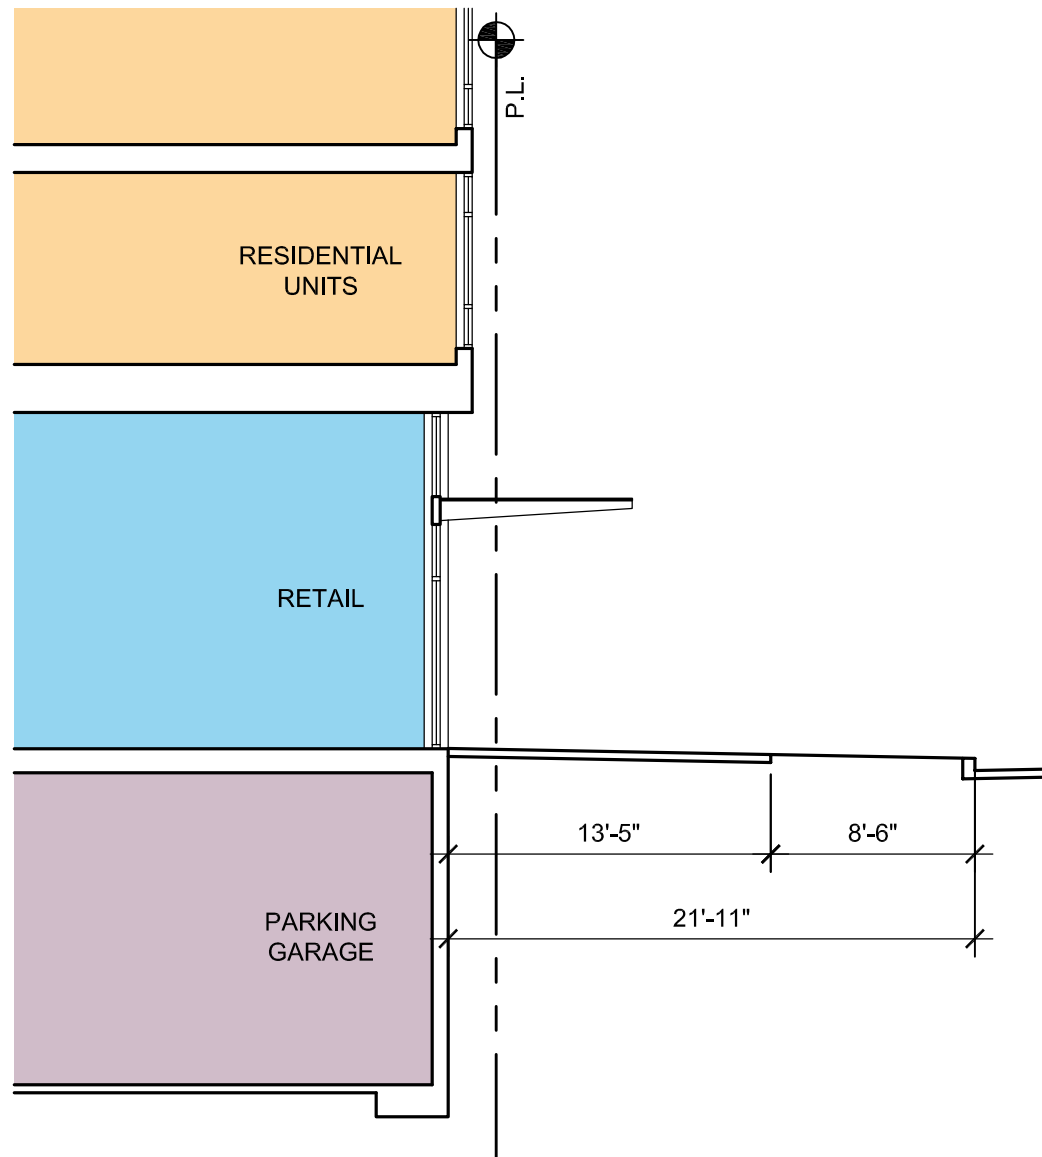 P.L.
RESIDENTIAL
UNITS
RETAIL
13'-5"
8'-6"
21'-11"
PARKING
GARAGE